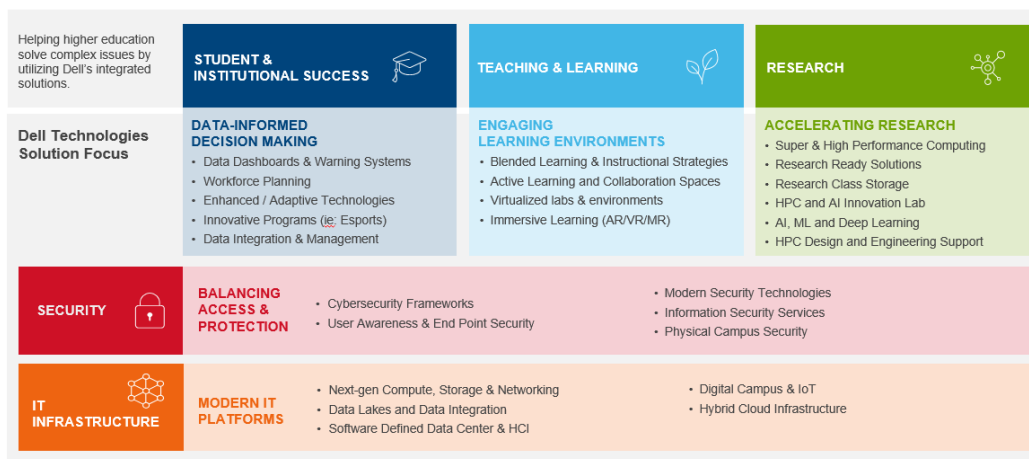 Helping higher education
solve complex issues by
utilizing Dell's integrated
solutions.
STUDENT &
INSTITUTIONAL SUCCESS
TEACHING & LEARNING
RESEARCH
Dell Technologies
Solution Focus
DATA-INFORMED
DECISION MAKING
• Data Dashboards & Warning Systems
• Workforce Planning
• Enhanced / Adaptive Technologies
• Innovative Programs (ie: Esports)
• Data Integration & Management
ENGAGING
LEARNING ENVIRONMENTS
• Blended Learning & Instructional Strategies
• Active Learning and Collaboration Spaces
• Virtualized labs & environments
• Immersive Learning (AR/VR/MR)
ACCELERATING RESEARCH
• Super & High Performance Computing
• Research Ready Solutions
• Research Class Storage
• HPC and AI Innovation Lab
• AI, ML and Deep Learning
• HPC Design and Engineering Support
SECURITY
BALANCING
ACCESS &
PROTECTION
• Cybersecurity Frameworks
• User Awareness & End Point Security
• Modern Security Technologies
• Information Security Services
• Physical Campus Security
IT
INFRASTRUCTURE
MODERN IT
PLATFORMS
• Next-gen Compute, Storage & Networking
• Data Lakes and Data Integration
• Software Defined Data Center & HCI
• Digital Campus & IoT
• Hybrid Cloud Infrastructure